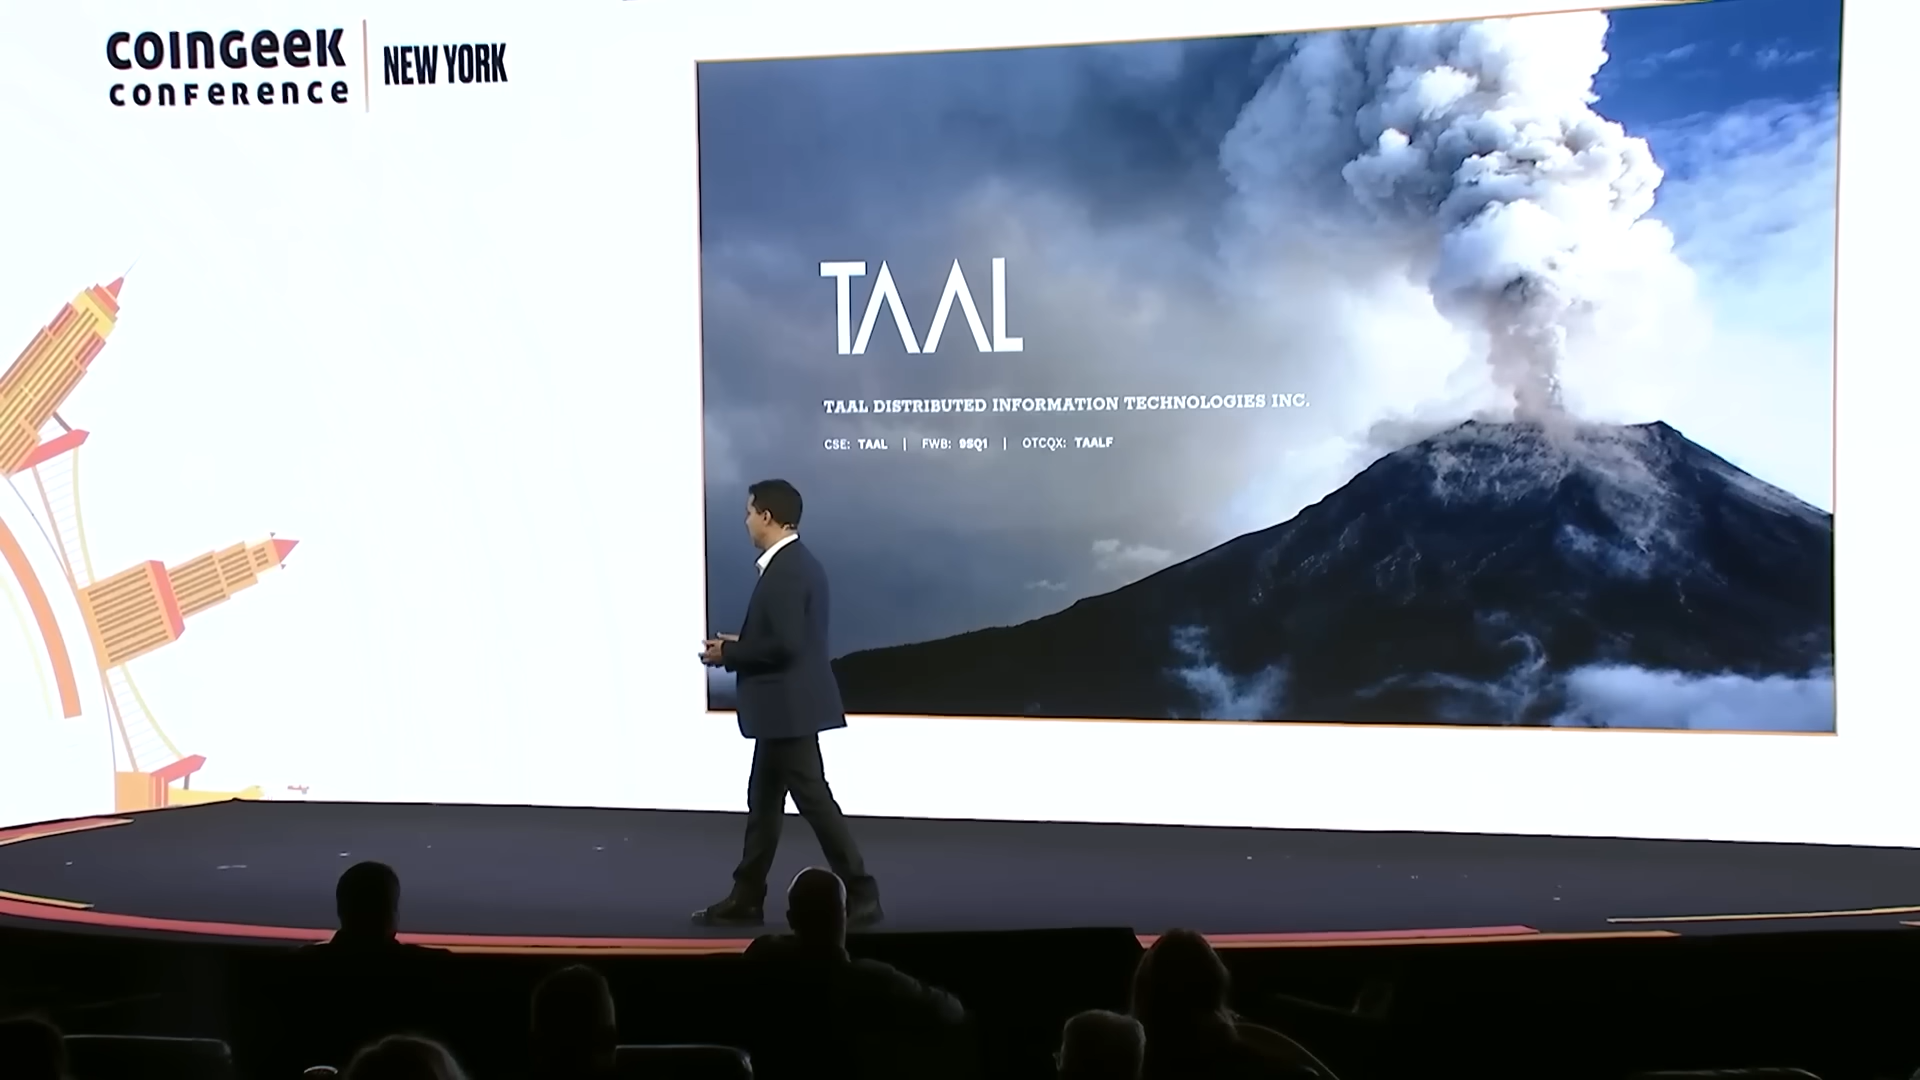 COINGEEK
CONFERENCE
NEW YORK
TAAL
TAAL DISTRIBUTED INFORMATION TECHNOLOGIES INC.
CSE: TAAL | FWB: 9SQ1 | OTCQX: TAALF